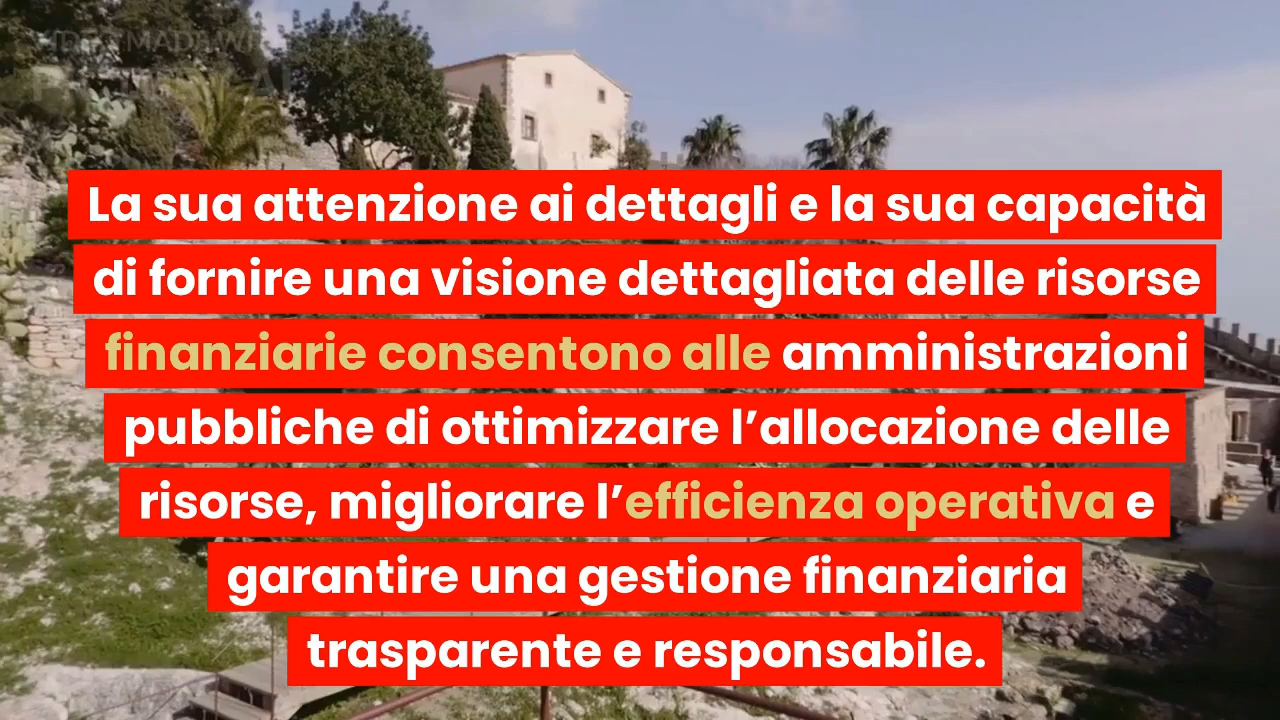 La sua attenzione ai dettagli e la sua capacità
di fornire una visione dettagliata delle risorse
finanziarie consentono alle amministrazioni
pubbliche di ottimizzare l’allocazione delle
risorse, migliorare l’efficienza operativa e
garantire una gestione finanziaria
trasparente e responsabile.